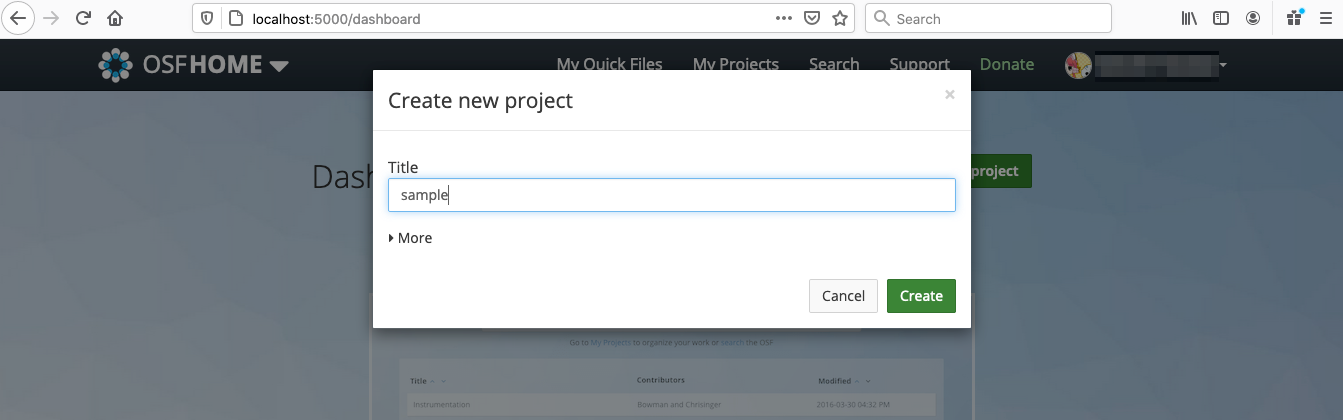 localhost:5000/dashboard
Search
OSFHOME
My Quick Files My Projects Search Support Donate
Create new project
×
Dash
project
Title
sample
More
Cancel Create
Go to My Projects to organize your work or search the OSF
Title Contributors Modified
Instrumentation Bowman and Chrisinger 2016-03-30 04:32 PM